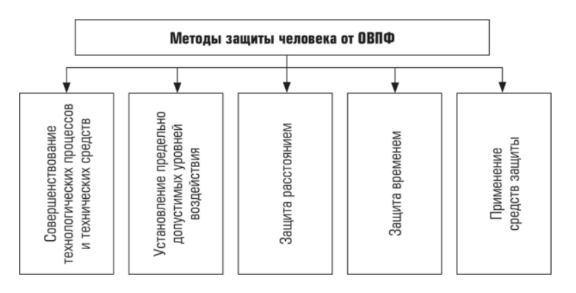 Методы защиты человека от ОВПФ
Совершенствование
технологических процессов
и технических средств
Установление предельно
допустимых уровней
воздействия
Защита расстоянием
Защита временем
Применение
средств защиты